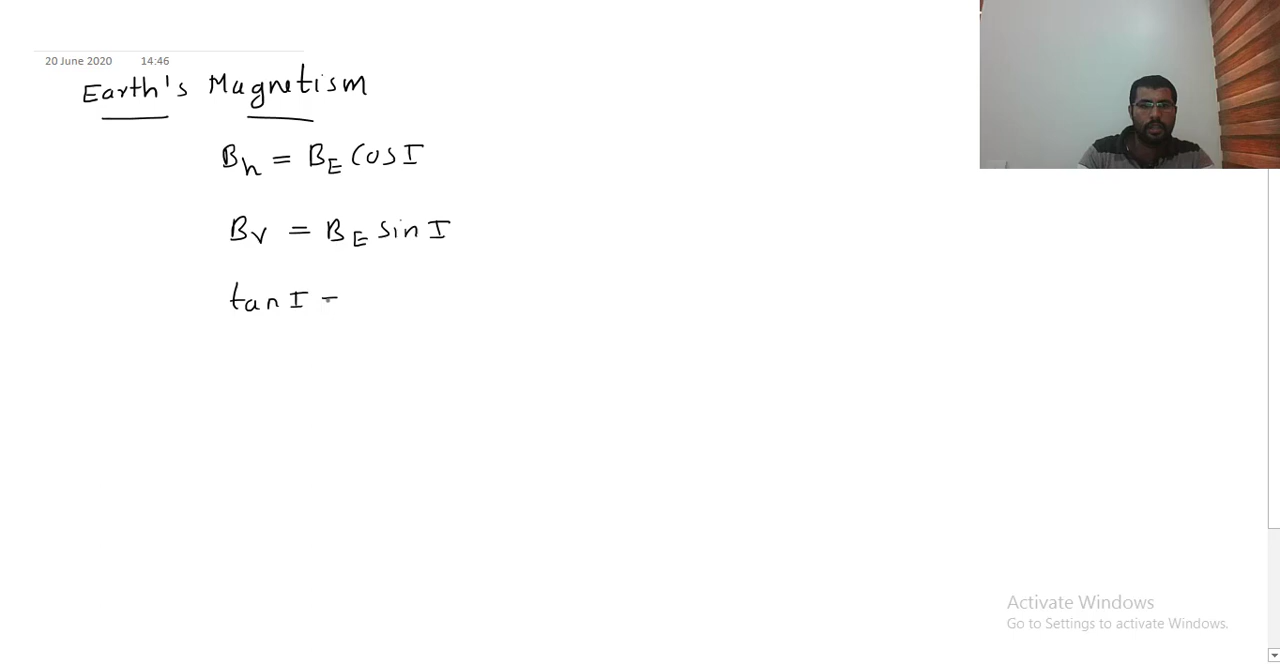 20 June 2020 14:46
Earth's Magnetism
Bh = BE Cos I
BV = BE sin I
tan I -
Activate Windows
Go to Settings to activate Windows.